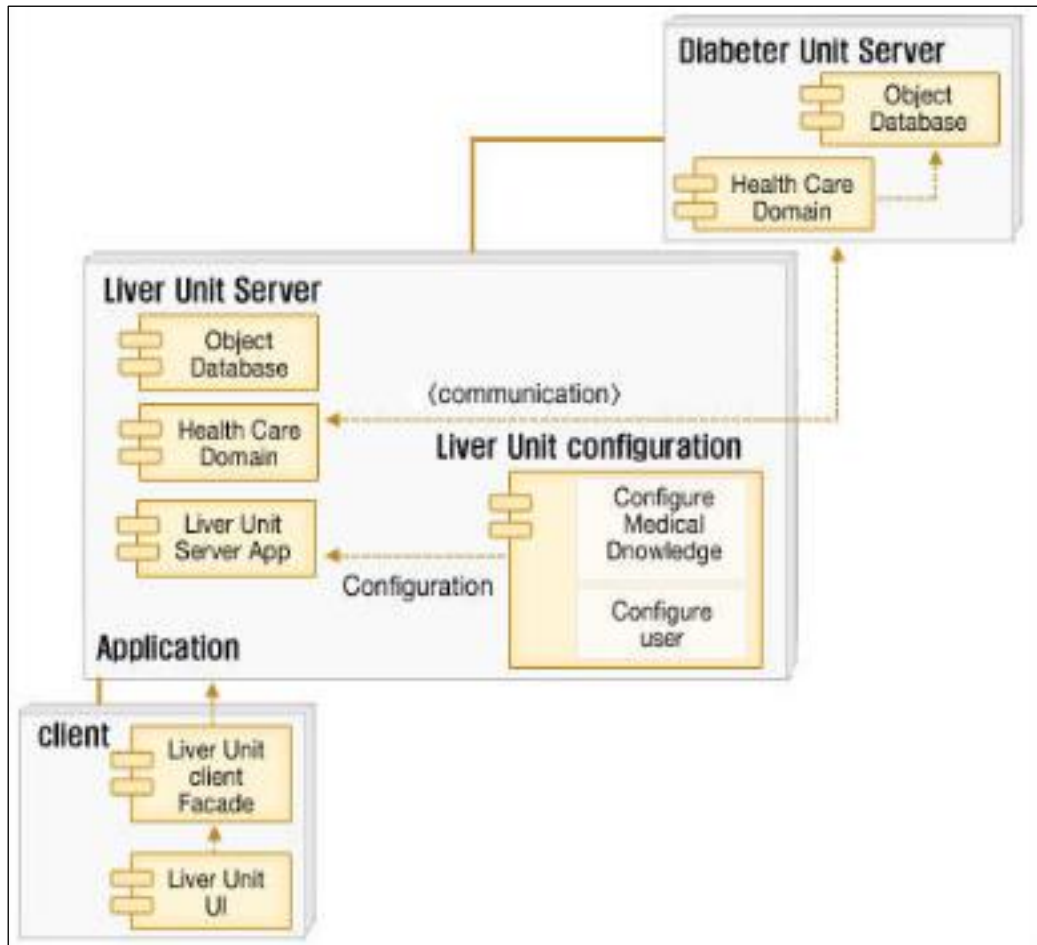 Diabeter Unit Server
Object
Database
Health Care
Domain
Liver Unit Server
Object
Database
〈communication〉
Health Care
Domain
Liver Unit configuration
Configure
Medical
Dnowledge
Liver Unit
Server App
Configuration
Configure
user
Application
client
Liver Unit
client
Facade
Liver Unit
UI